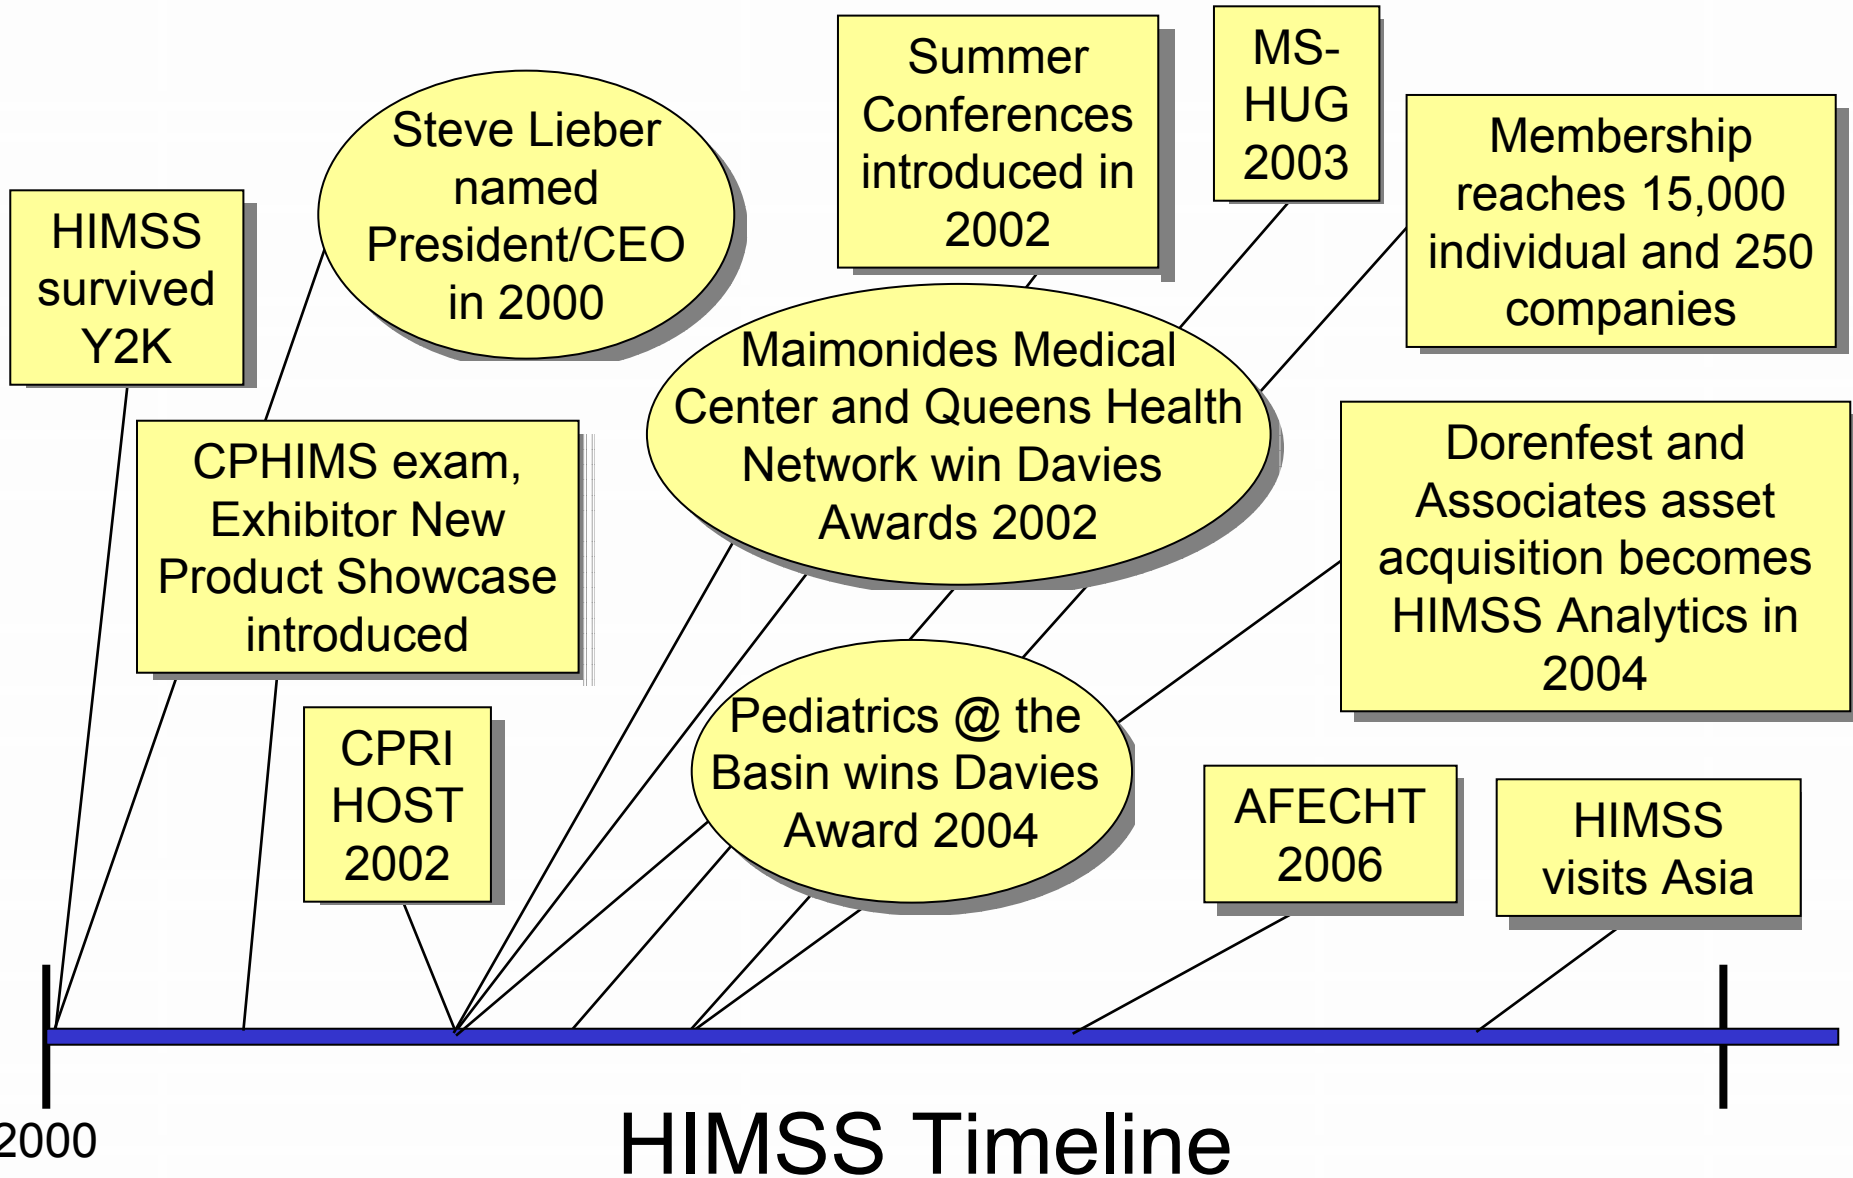 HIMSS
survived
Y2K
Steve Lieber
named
President/CEO
in 2000
Summer
Conferences
introduced in
2002
MS-
HUG
2003
Membership
reaches 15,000
individual and 250
companies
CPHIMS exam,
Exhibitor New
Product Showcase
introduced
Maimonides Medical
Center and Queens Health
Network win Davies
Awards 2002
Dorenfest and
Associates asset
acquisition becomes
HIMSS Analytics in
2004
CPRI
HOST
2002
Pediatrics @ the
Basin wins Davies
Award 2004
AFECHT
2006
HIMSS
visits Asia
2000
HIMSS Timeline